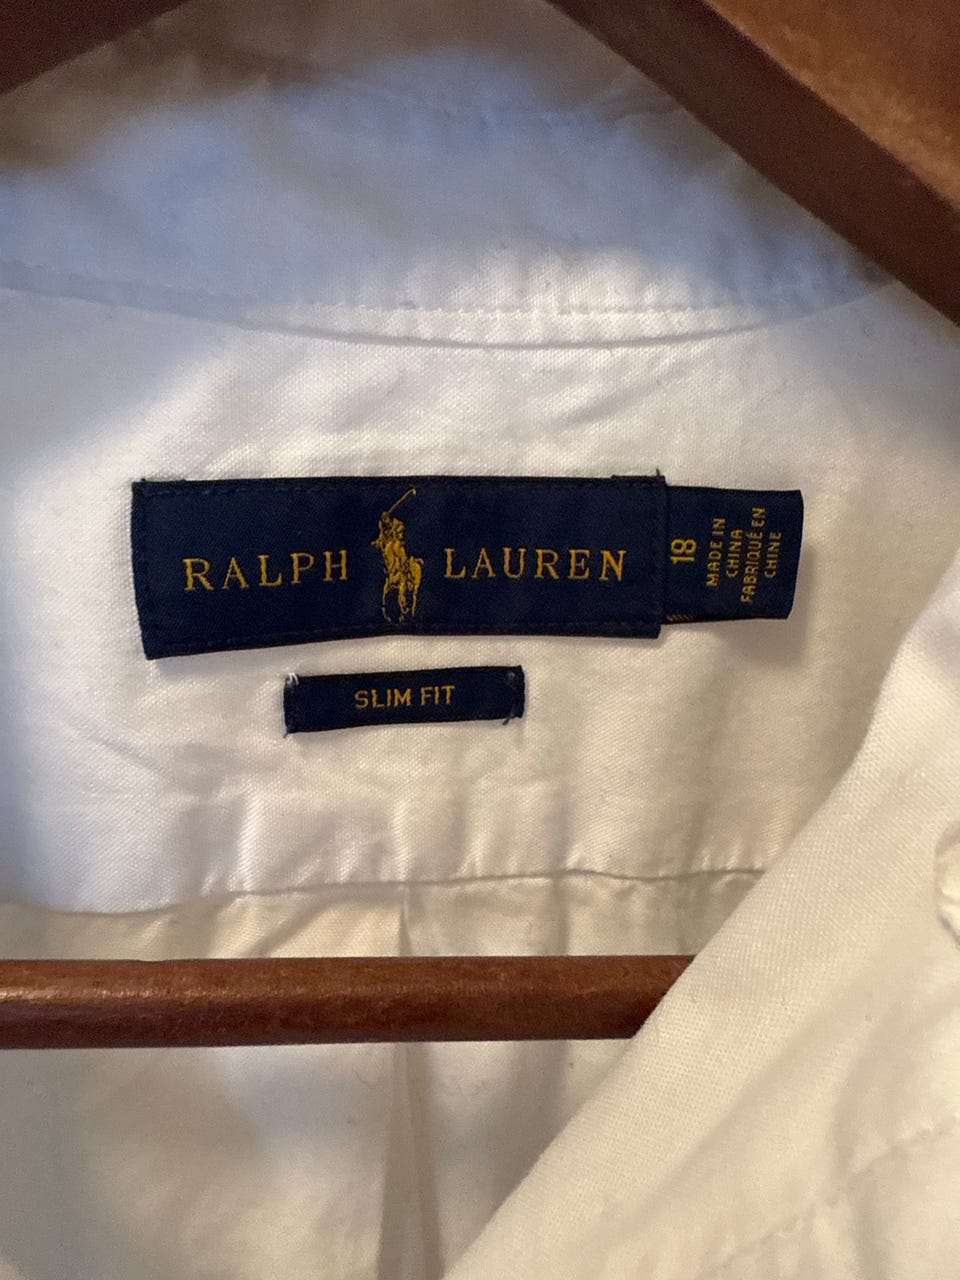 RALPH LAUREN
SLIM FIT
18
MADE IN
CHINA
FABRIQUÉ EN
CHINE